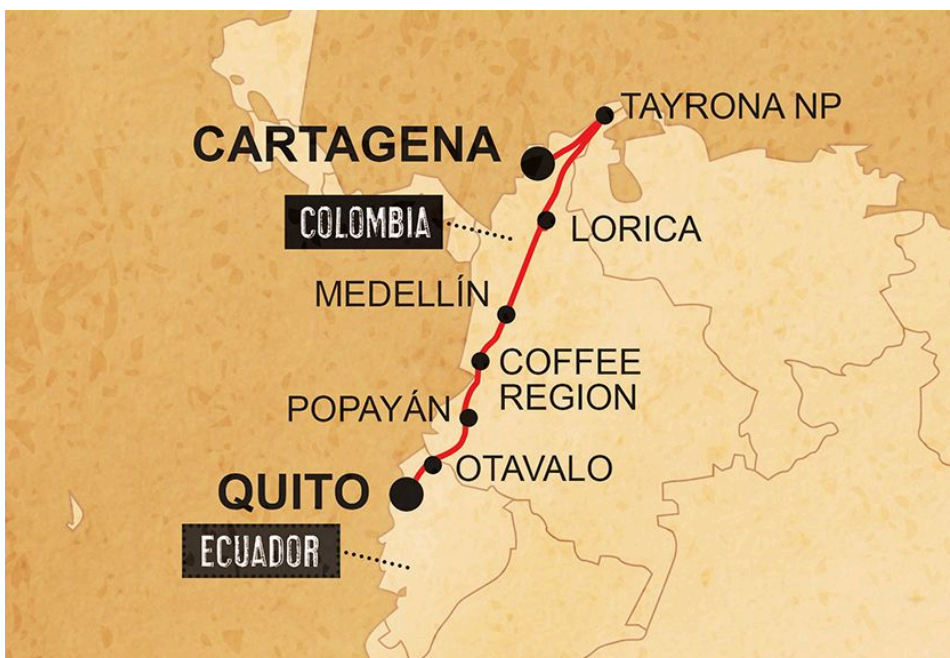 TAYRONA NP
CARTAGENA
COLOMBIA
LORICA
MEDELLÍN
COFFEE
REGION
POPAYÁN
OTAVALO
QUITO
ECUADOR